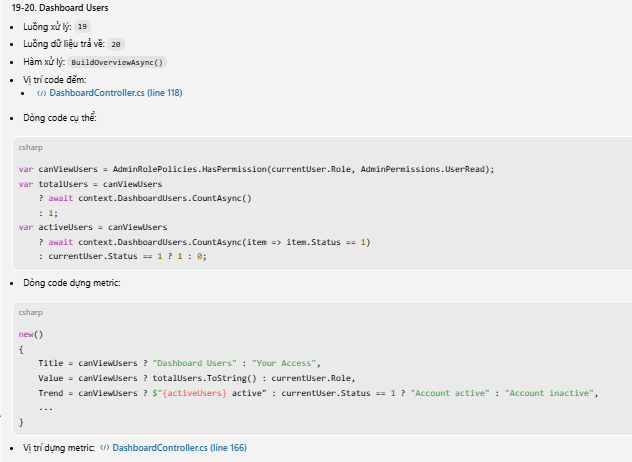 19-20. Dashboard Users
Luồng xử lý: 19
Luồng dữ liệu trả về: 20
Hàm xử lý: BuildOverviewAsync()
Vị trí code đếm:
DashboardController.cs (line 118)
Dòng code cụ thể:
csharp
var canViewUsers = AdminRolePolicies.HasPermission(currentUser.Role, AdminPermissions.UserRead);
var totalUsers = canViewUsers
? await context.DashboardUsers.CountAsync()
: 1;
var activeUsers = canViewUsers
? await context.DashboardUsers.CountAsync(item => item.Status == 1)
: currentUser.Status == 1 ? 1 : 0;
Dòng code dựng metric:
csharp
new()
{
Title = canViewUsers ? "Dashboard Users" : "Your Access",
Value = canViewUsers ? totalUsers.ToString() : currentUser.Role,
Trend = canViewUsers ? $"{activeUsers} active" : currentUser.Status == 1 ? "Account active" : "Account inactive",
...
}
Vị trí dựng metric: DashboardController.cs (line 166)